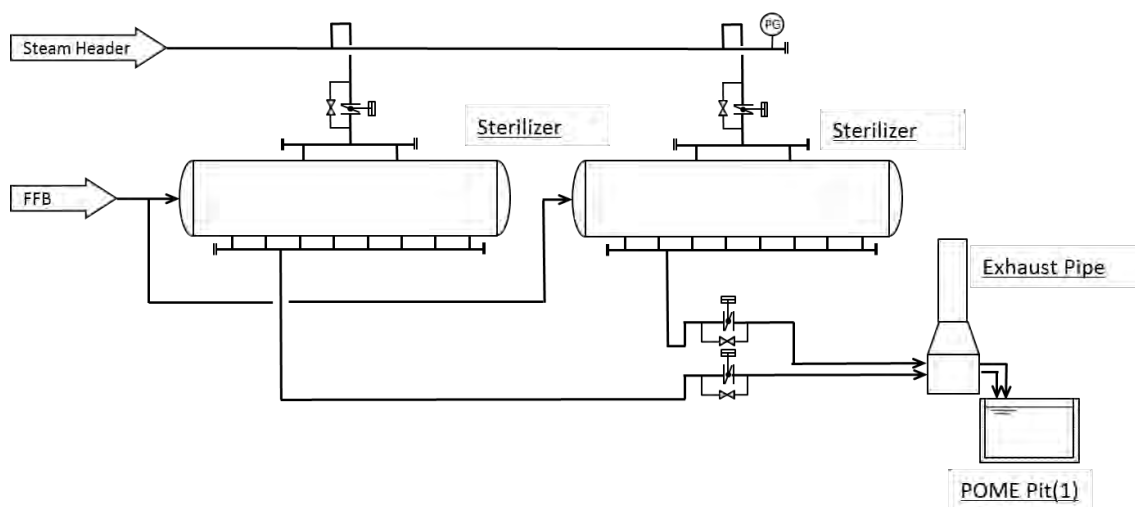 PG
Steam Header
Sterilizer
Sterilizer
FFB
Exhaust Pipe
POME Pit(1)